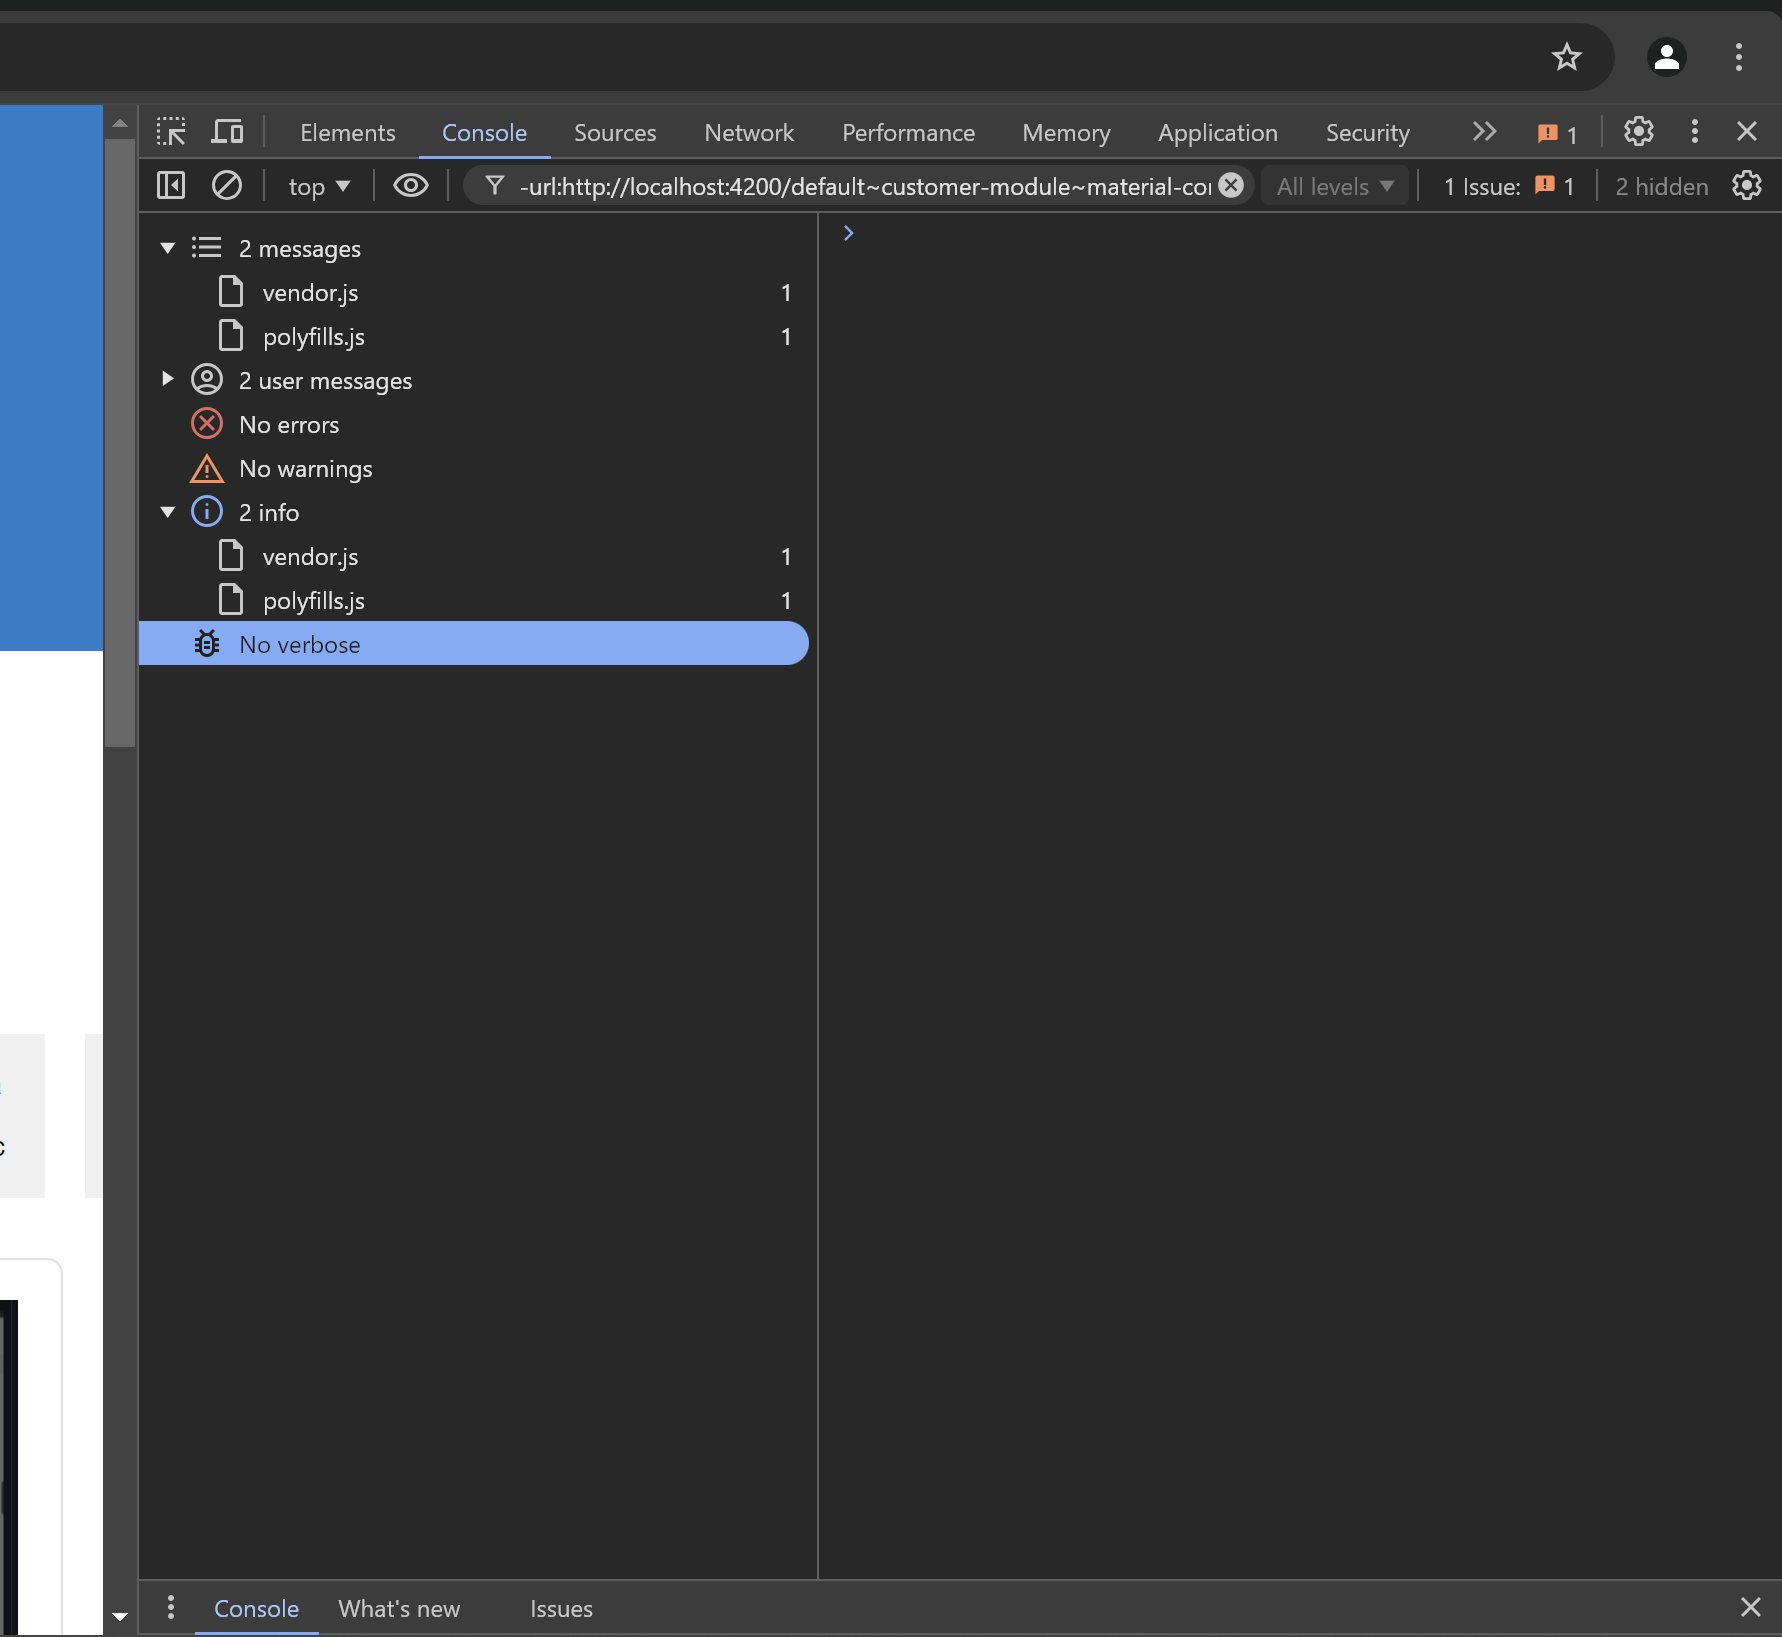 Elements Console Sources Network Performance Memory Application Security 1
top -url:http://localhost:4200/default~customer-module~material-cor All levels 1 Issue: 1 2 hidden
2 messages
vendor.js 1
polyfills.js 1
2 user messages
No errors
No warnings
2 info
vendor.js 1
polyfills.js 1
No verbose
c
Console What's new Issues